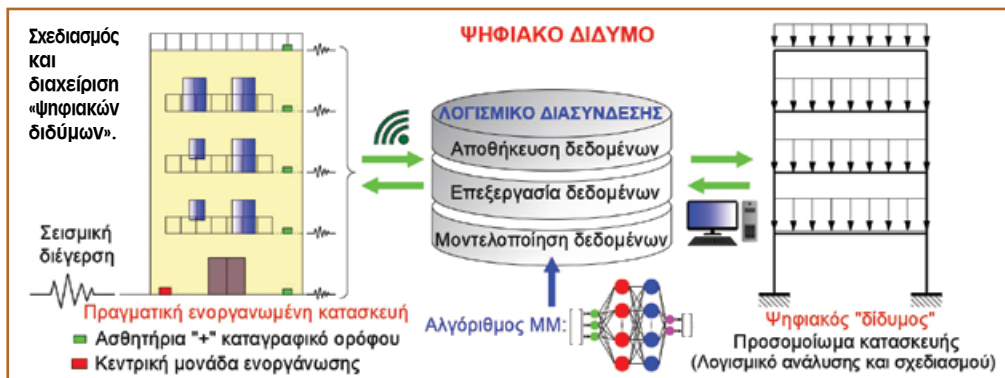 Σχεδιασμός
και
διαχείριση
«ψηφιακών
διδύμων».
ΨΗΦΙΑΚΟ ΔΙΔΥΜΟ
ΛΟΓΙΣΜΙΚΟ ΔΙΑΣΥΝΔΕΣΗΣ
Αποθήκευση δεδομένων
Επεξεργασία δεδομένων
Μοντελοποίηση δεδομένων
Σεισμική
διέγερση
Πραγματική ενοργανωμένη κατασκευή
Ασθητήρια "+" καταγραφικό ορόφου
Κεντρική μονάδα ενοργάνωσης
Αλγόριθμος ΜΜ:
Ψηφιακός "δίδυμος"
Προσομοίωμα κατασκευής
(Λογισμικό ανάλυσης και σχεδιασμού)